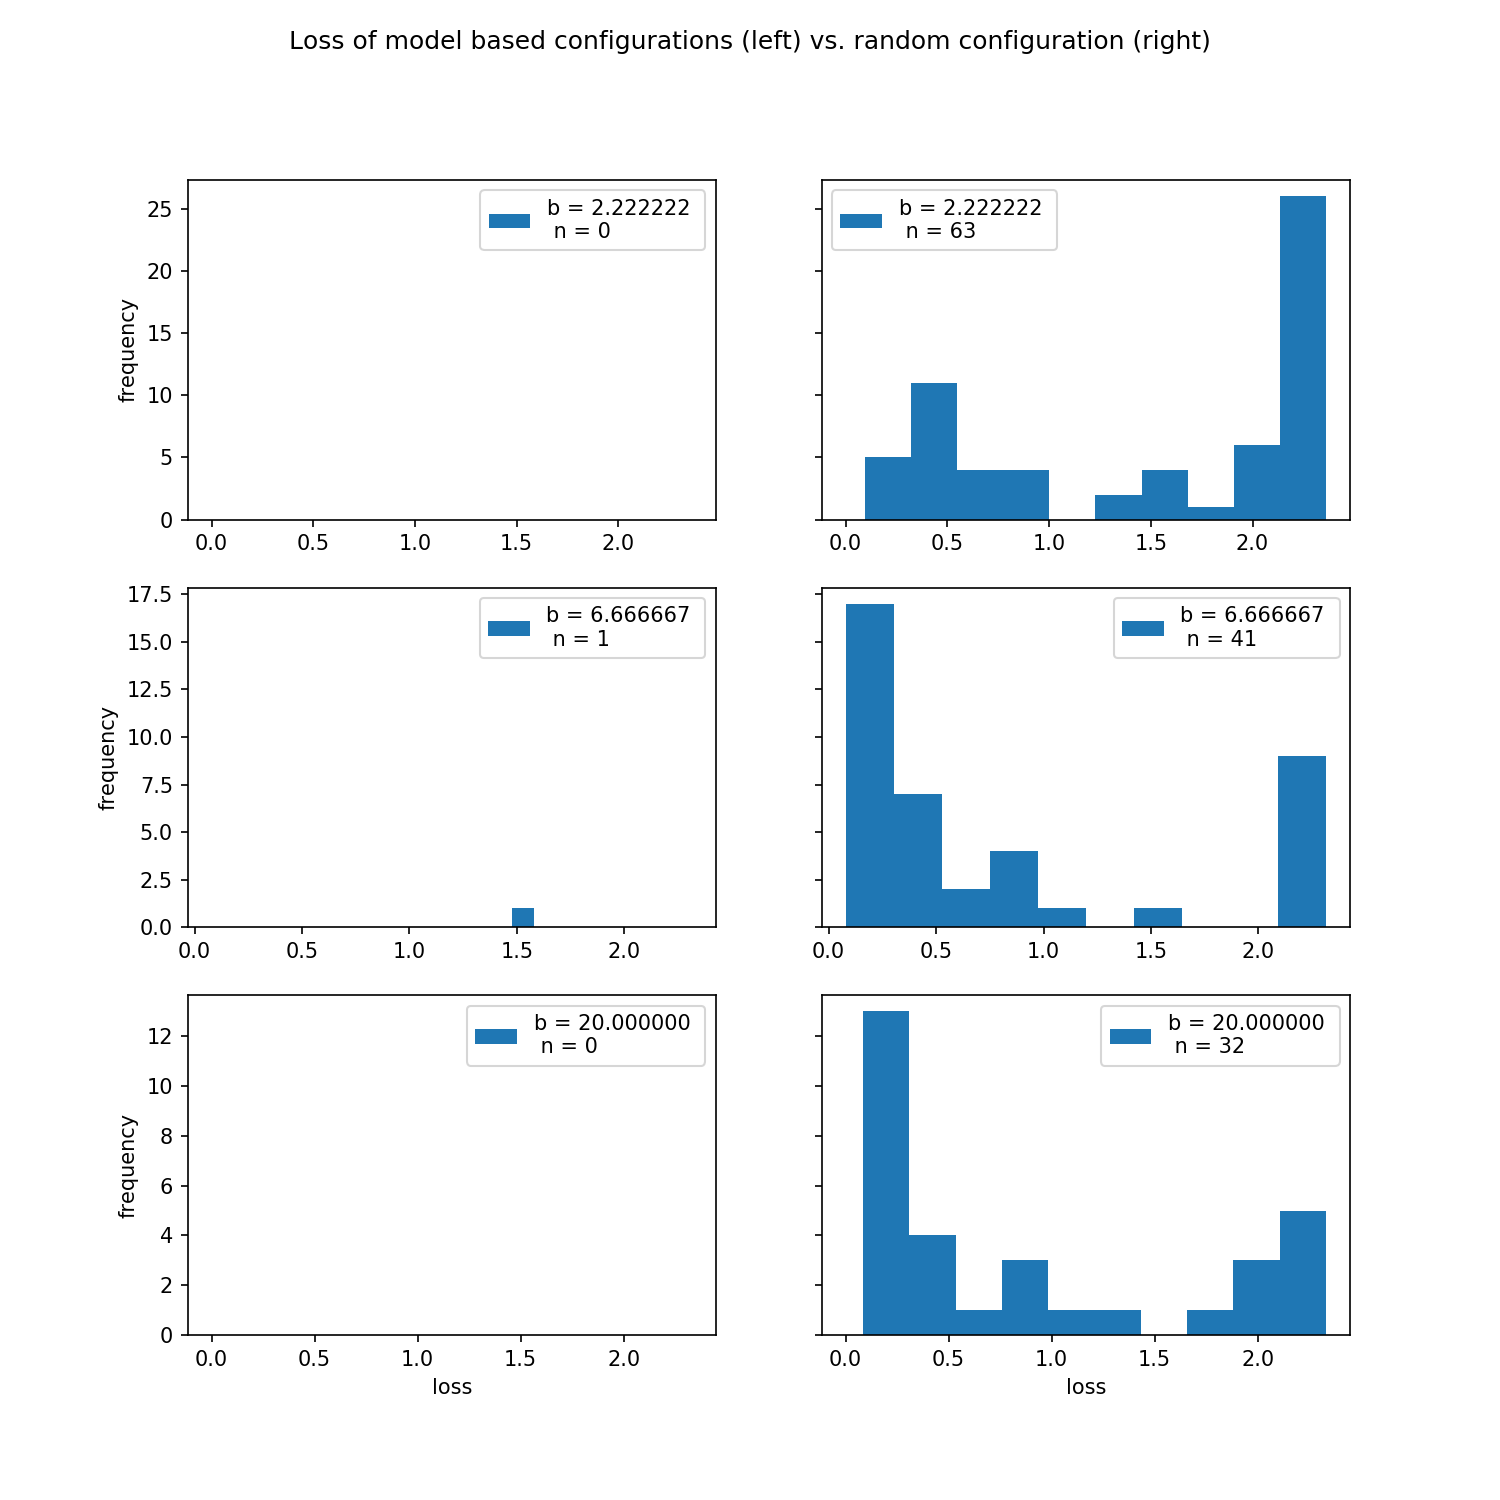 Loss of model based configurations (left) vs. random configuration (right)
25
20
15
10
5
0
frequency
b = 2.222222
n = 0
0.0 0.5 1.0 1.5 2.0
b = 2.222222
n = 63
0.0 0.5 1.0 1.5 2.0
17.5
15.0
12.5
10.0
7.5
5.0
2.5
0.0
frequency
b = 6.666667
n = 1
0.0 0.5 1.0 1.5 2.0
b = 6.666667
n = 41
0.0 0.5 1.0 1.5 2.0
12
10
8
6
4
2
0
frequency
b = 20.000000
n = 0
0.0 0.5 1.0 1.5 2.0
loss
b = 20.000000
n = 32
0.0 0.5 1.0 1.5 2.0
loss